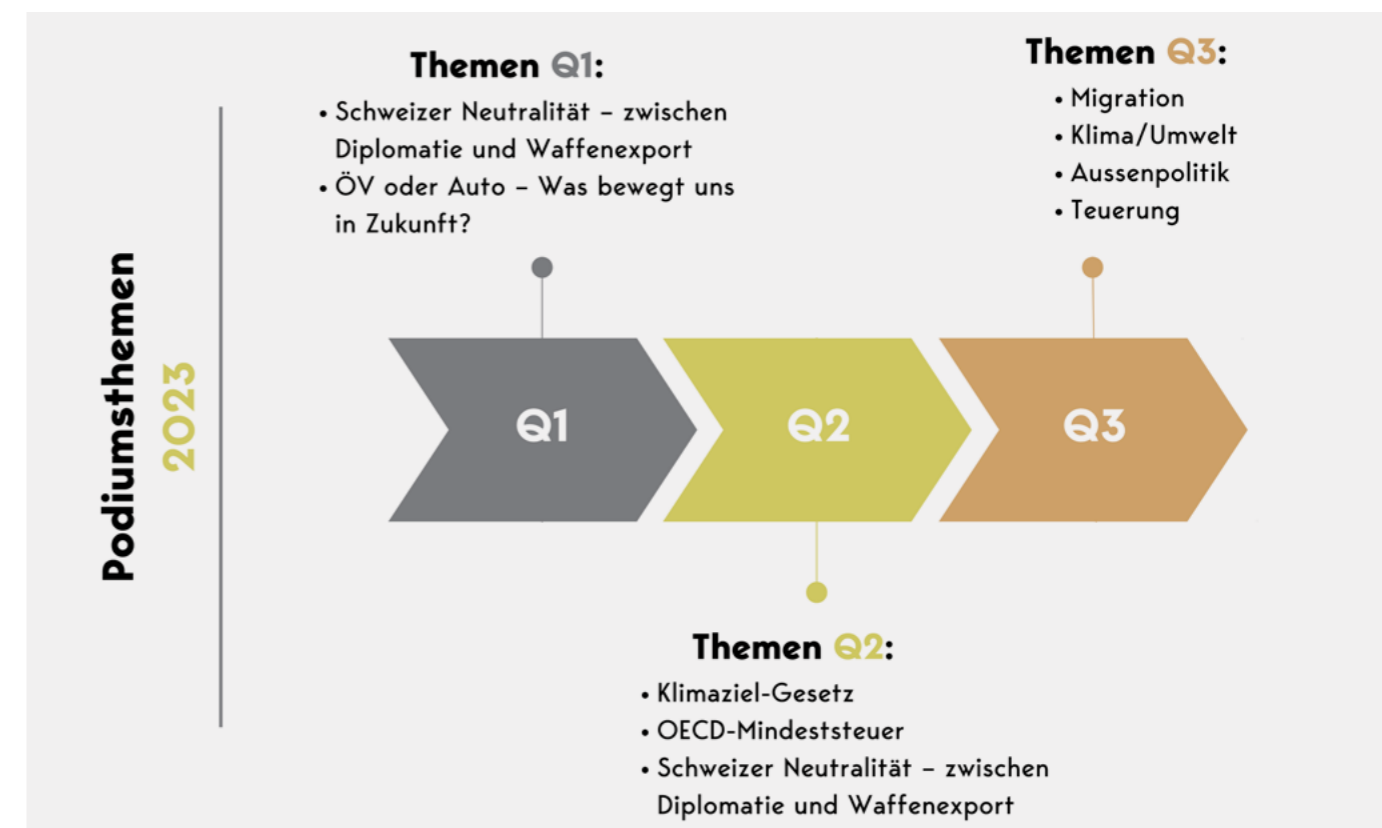 Podiumsthemen
2023
Themen Q1:
• Schweizer Neutralität – zwischen
Diplomatie und Waffenexport
• ÖV oder Auto – Was bewegt uns
in Zukunft?
Themen Q3:
• Migration
• Klima/Umwelt
• Aussenpolitik
• Teuerung
Q1
Q2
Q3
Themen Q2:
• Klimaziel-Gesetz
• OECD-Mindeststeuer
• Schweizer Neutralität – zwischen
Diplomatie und Waffenexport